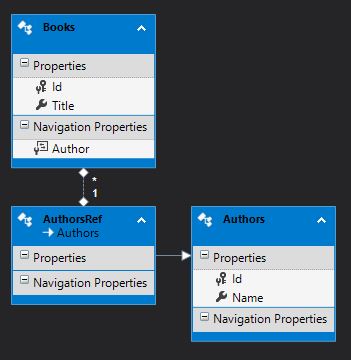 Books
Properties
Id
Title
Navigation Properties
Author
*
1
AuthorsRef
Authors
Properties
Navigation Properties
Authors
Properties
Id
Name
Navigation Properties